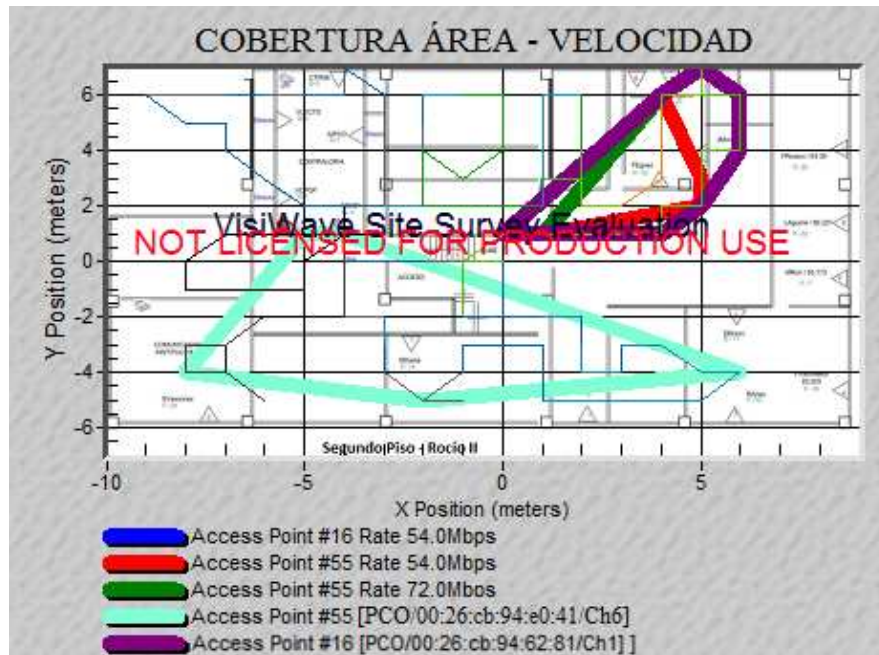 COBERTURA ÁREA - VELOCIDAD
Y Position (meters)
6
4
2
0
-2
-4
-6
VisiWave Site Survey Evaluation
NOT LICENSED FOR PRODUCTION USE
ACCESO
Segundo Piso - Rocio II
-10
-5
0
5
X Position (meters)
Access Point #16 Rate 54.0Mbps
Access Point #55 Rate 54.0Mbps
Access Point #55 Rate 72.0Mbos
Access Point #55 [PCO/00:26:cb:94:e0:41/Ch6]
Access Point #16 [PCO/00:26:cb:94:62:81/Ch1] ]